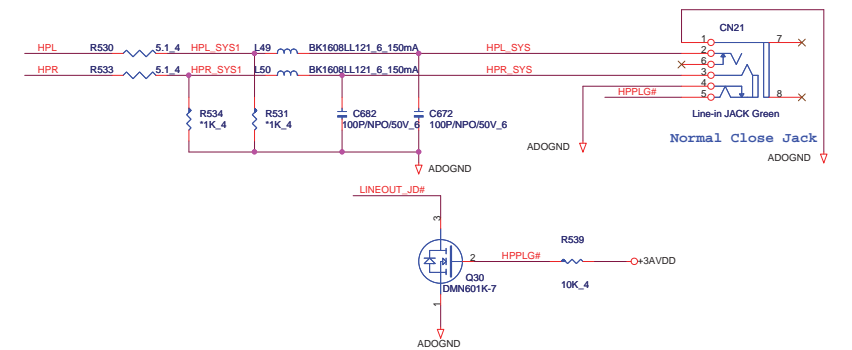 CN21
HPL R530 5.1_4 HPL_SYS1 L49 BK1608LL121_6_150mA HPL_SYS 1 7
2
HPR R533 5.1_4 HPR_SYS1 L50 BK1608LL121_6_150mA HPR_SYS 6
3
4
HPPLG# 5 8
R534 R531 C682 C672
*1K_4 *1K_4 100P/NPO/50V_6 100P/NPO/50V_6
Line-in JACK Green
Normal Close Jack
ADOGND ADOGND
ADOGND
LINEOUT_JD#
3
R539
HPPLG# +3AVDD
2
Q30
DMN601K-7 10K_4
1
ADOGND